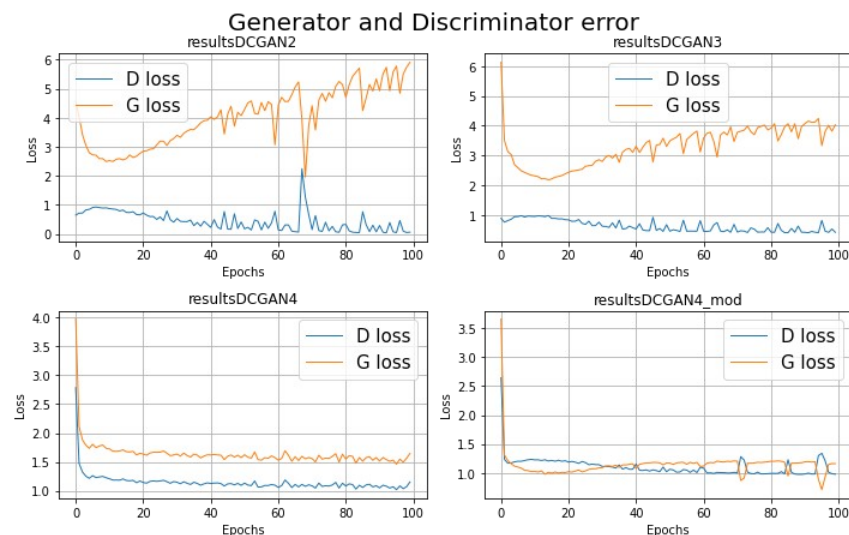 Generator and Discriminator error
resultsDCGAN2
D loss
G loss
Loss
6
5
4
3
2
1
0
0 20 40 60 80 100
Epochs
resultsDCGAN3
D loss
G loss
Loss
6
5
4
3
2
1
0 20 40 60 80 100
Epochs
resultsDCGAN4
D loss
G loss
Loss
4.0
3.5
3.0
2.5
2.0
1.5
1.0
0 20 40 60 80 100
Epochs
resultsDCGAN4_mod
D loss
G loss
Loss
3.5
3.0
2.5
2.0
1.5
1.0
0 20 40 60 80 100
Epochs